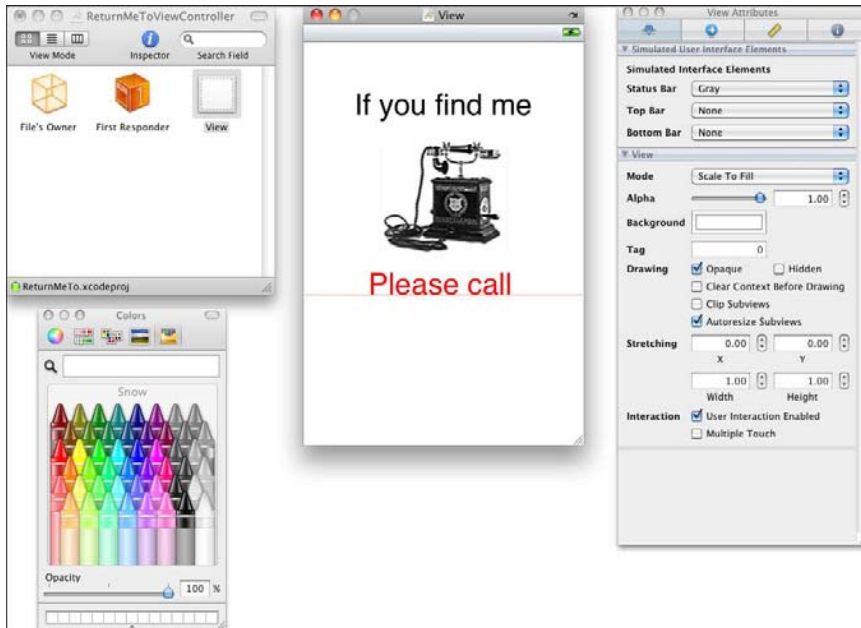 ReturnMeToViewController
View Mode Inspector Search Field
File's Owner First Responder View
ReturnMeTo.xcodeproj
Colors
Snow
Opacity
100 %
View
If you find me
Please call
View Attributes
Simulated User Interface Elements
Simulated Interface Elements
Status Bar Gray
Top Bar None
Bottom Bar None
View
Mode Scale To Fill
Alpha 1.00
Background
Tag 0
Drawing Opaque Hidden
Clear Context Before Drawing
Clip Subviews
Autoresize Subviews
Stretching 0.00 0.00
X Y
1.00 1.00
Width Height
Interaction User Interaction Enabled
Multiple Touch